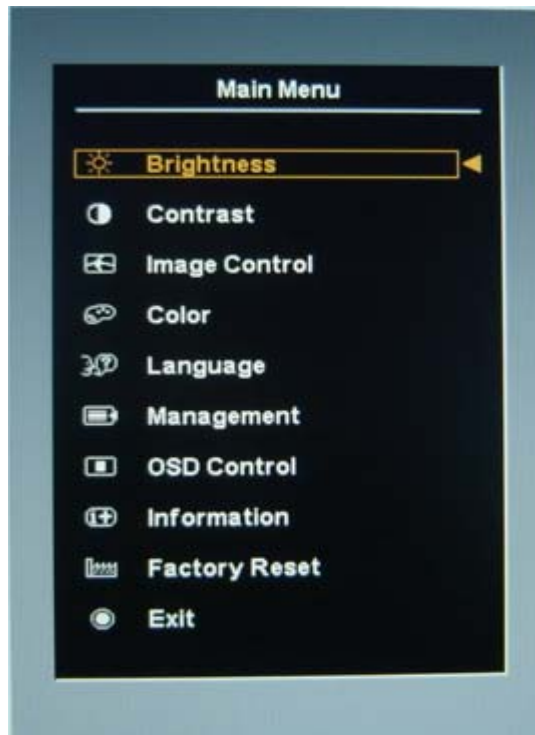 Main Menu
Brightness
Contrast
Image Control
Color
Language
Management
OSD Control
Information
Factory Reset
Exit